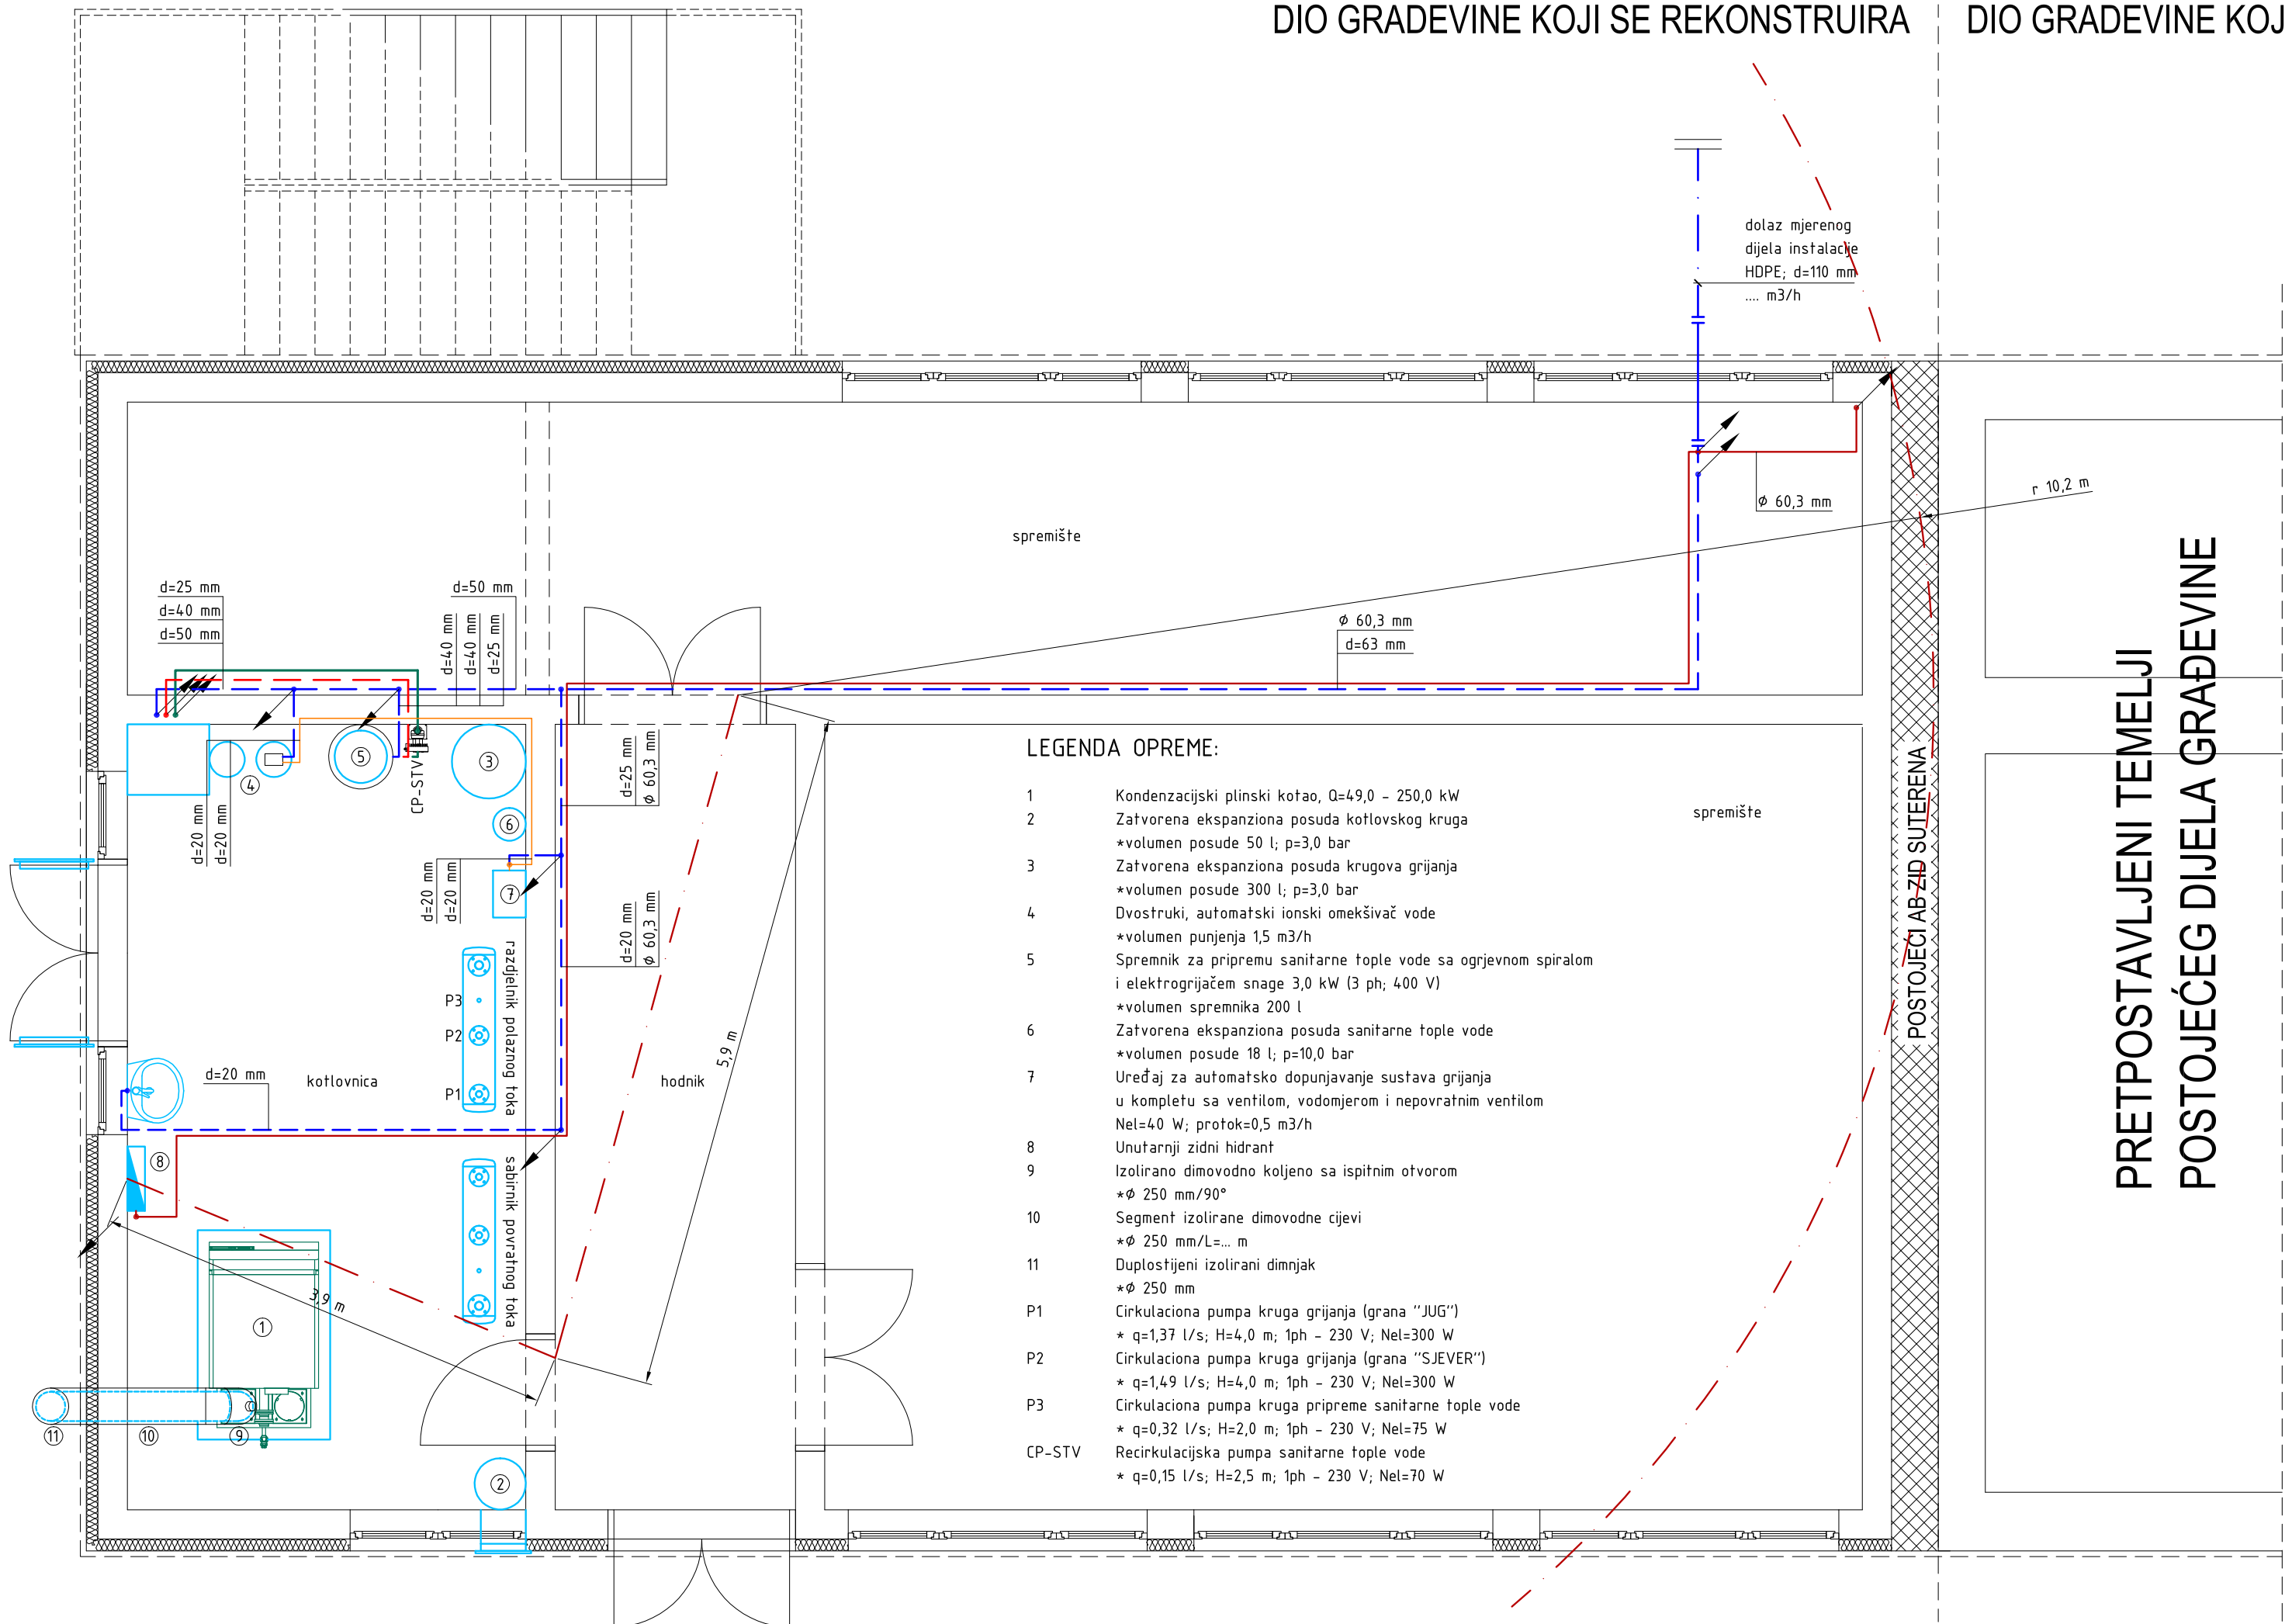 DIO GRAĐEVINE KOJI SE REKONSTRUIRA
DIO GRAĐEVINE KOJ
dolaz mjerenog
dijela instalacije
HDPE; d=110 mm
.... m3/h
r 10,2 m
ϕ 60,3 mm
spremište
d=25 mm
d=40 mm
d=50 mm
d=50 mm
d=40 mm
d=40 mm
d=25 mm
ϕ 60,3 mm
d=63 mm
4
5
CP-STV
3
6
7
d=20 mm
d=20 mm
d=20 mm
d=20 mm
d=25 mm
ϕ 60,3 mm
d=20 mm
ϕ 60,3 mm
razdjelnik polaznog toka
P3
P2
P1
5,9 m
d=20 mm
kotlovnica
hodnik
8
sabirnik povratnog toka
3,9 m
1
11
10
9
2
LEGENDA OPREME:
1 Kondenzacijski plinski kotao, Q=49,0 - 250,0 kW
2 Zatvorena ekspanziona posuda kotlovskog kruga
*volumen posude 50 l; p=3,0 bar
3 Zatvorena ekspanziona posuda krugova grijanja
*volumen posude 300 l; p=3,0 bar
4 Dvostruki, automatski ionski omekšivač vode
*volumen punjenja 1,5 m3/h
5 Spremnik za pripremu sanitarne tople vode sa ogrjevnom spiralom
i elektrogrijačem snage 3,0 kW (3 ph; 400 V)
*volumen spremnika 200 l
6 Zatvorena ekspanziona posuda sanitarne tople vode
*volumen posude 18 l; p=10,0 bar
7 Uređaj za automatsko dopunjavanje sustava grijanja
u kompletu sa ventilom, vodomjerom i nepovratnim ventilom
Nel=40 W; protok=0,5 m3/h
8 Unutarnji zidni hidrant
9 Izolirano dimovodno koljeno sa ispitnim otvorom
*ϕ 250 mm/90°
10 Segment izolirane dimovodne cijevi
*ϕ 250 mm/L=... m
11 Duplostijeni izolirani dimnjak
*ϕ 250 mm
P1 Cirkulaciona pumpa kruga grijanja (grana ''JUG'')
* q=1,37 l/s; H=4,0 m; 1ph - 230 V; Nel=300 W
P2 Cirkulaciona pumpa kruga grijanja (grana ''SJEVER'')
* q=1,49 l/s; H=4,0 m; 1ph - 230 V; Nel=300 W
P3 Cirkulaciona pumpa kruga pripreme sanitarne tople vode
* q=0,32 l/s; H=2,0 m; 1ph - 230 V; Nel=75 W
CP-STV Recirkulacijska pumpa sanitarne tople vode
* q=0,15 l/s; H=2,5 m; 1ph - 230 V; Nel=70 W
spremište
POSTOJEĆI AB ZID SUTERENA
PRETPOSTAVLJENI TEMELJI
POSTOJEĆEG DIJELA GRAĐEVINE